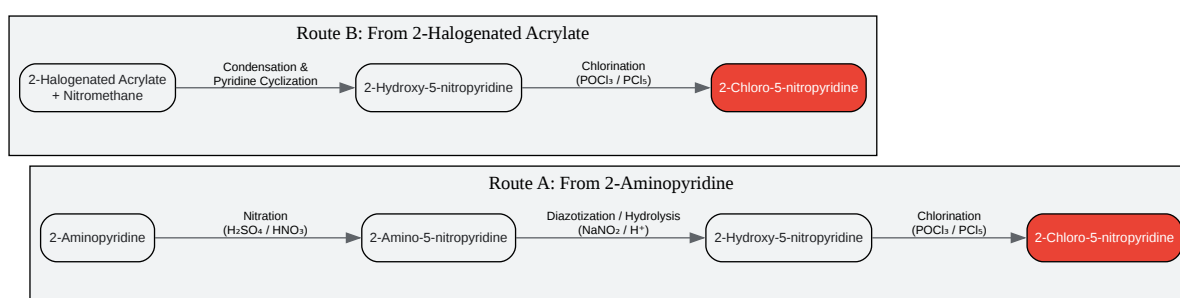 Route B: From 2-Halogenated Acrylate
2-Halogenated Acrylate
+ Nitromethane
Condensation &
Pyridine Cyclization
2-Hydroxy-5-nitropyridine
Chlorination
(POCl₃ / PCl₅)
2-Chloro-5-nitropyridine
Route A: From 2-Aminopyridine
2-Aminopyridine
Nitration
(H₂SO₄ / HNO₃)
2-Amino-5-nitropyridine
Diazotization / Hydrolysis
(NaNO₂ / H⁺)
2-Hydroxy-5-nitropyridine
Chlorination
(POCl₃ / PCl₅)
2-Chloro-5-nitropyridine